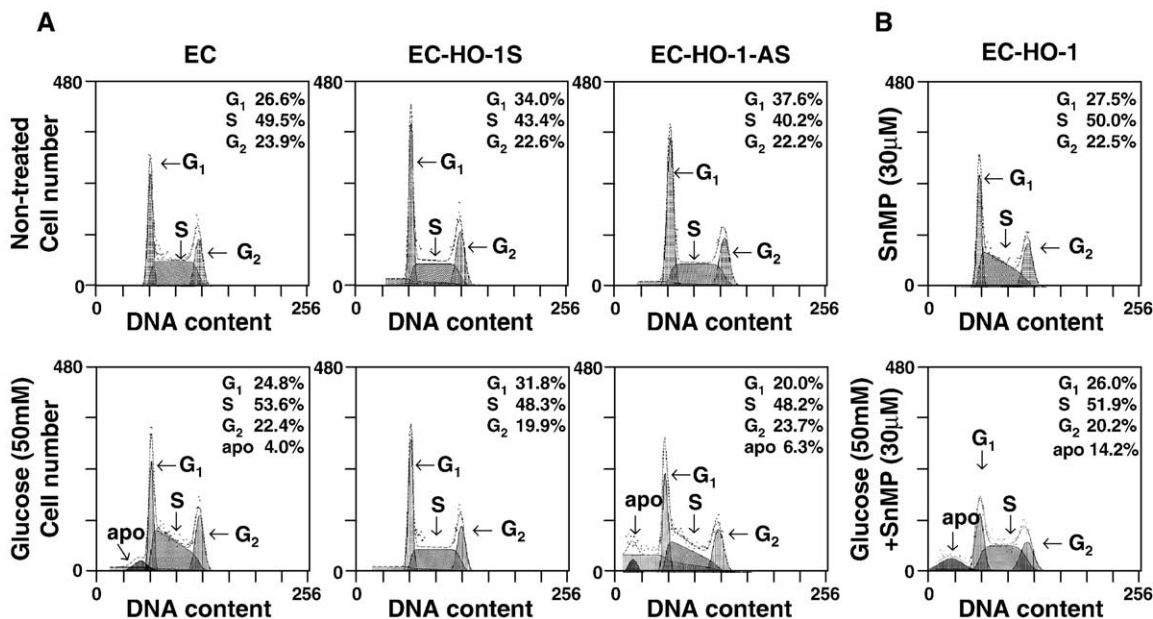 A
B
EC
EC-HO-1S
EC-HO-1-AS
EC-HO-1
Non-treated
Cell number
480
0
G₁ 26.6%
S 49.5%
G₂ 23.9%
←G₁
S
←G₂
0
256
DNA content
G₁ 34.0%
S 43.4%
G₂ 22.6%
←G₁
S
←G₂
0
256
DNA content
G₁ 37.6%
S 40.2%
G₂ 22.2%
←G₁
S
←G₂
0
256
DNA content
SnMP (30μM)
480
0
G₁ 27.5%
S 50.0%
G₂ 22.5%
←G₁
S
←G₂
0
256
DNA content
Glucose (50mM)
Cell number
480
0
G₁ 24.8%
S 53.6%
G₂ 22.4%
apo 4.0%
←G₁
S
apo
←G₂
0
256
DNA content
G₁ 31.8%
S 48.3%
G₂ 19.9%
←G₁
S
←G₂
0
256
DNA content
G₁ 20.0%
S 48.2%
G₂ 23.7%
apo 6.3%
←G₁
apo
S
←G₂
0
256
DNA content
Glucose (50mM)
+SnMP (30μM)
480
0
G₁ 26.0%
S 51.9%
G₂ 20.2%
apo 14.2%
G₁
S
apo
←G₂
0
256
DNA content